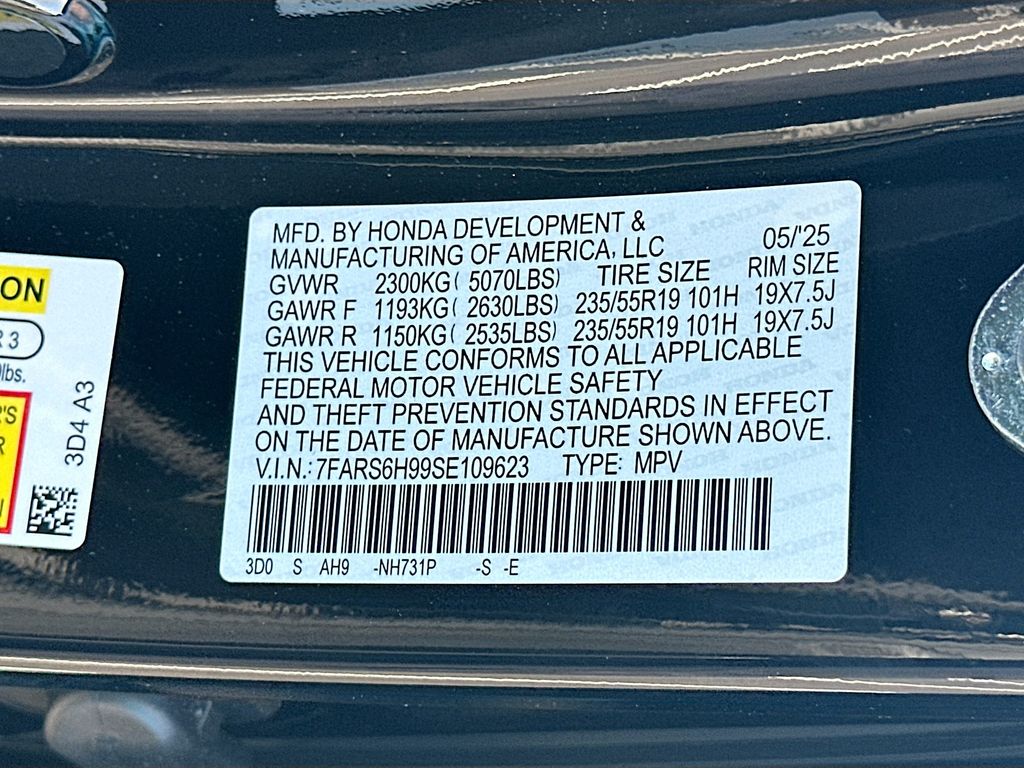 MFD. BY HONDA DEVELOPMENT &
MANUFACTURING OF AMERICA, LLC 05/'25
GVWR 2300KG( 5070LBS) TIRE SIZE RIM SIZE
GAWR F 1193KG( 2630LBS) 235/55R19 101H 19X7.5J
GAWR R 1150KG( 2535LBS) 235/55R19 101H 19X7.5J
THIS VEHICLE CONFORMS TO ALL APPLICABLE
FEDERAL MOTOR VEHICLE SAFETY
AND THEFT PREVENTION STANDARDS IN EFFECT
ON THE DATE OF MANUFACTURE SHOWN ABOVE.
V.I.N.: 7FARS6H99SE109623 TYPE: MPV
3D0 S AH9 -NH731P -S -E
ON
3
lbs.
3D4 A3